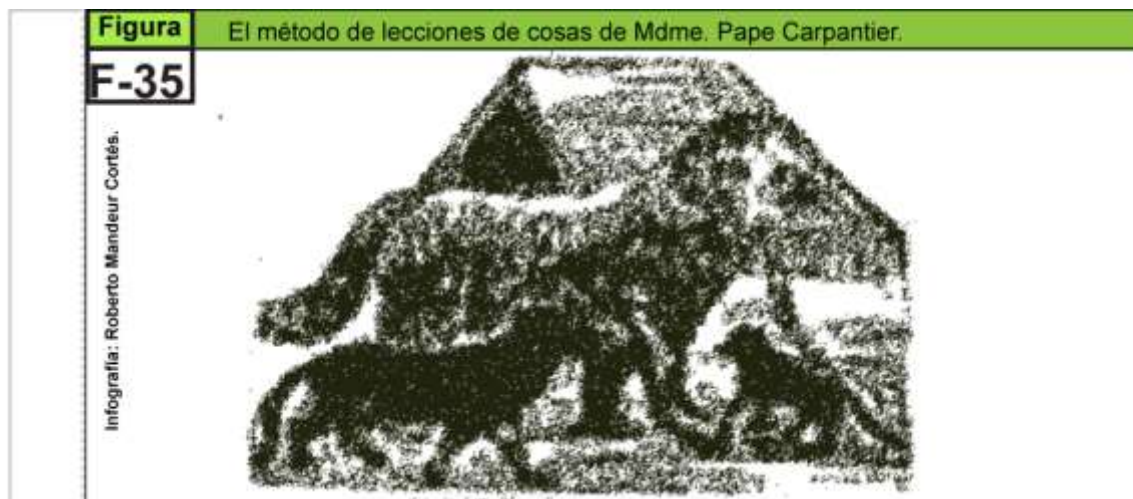 Figura
El método de lecciones de cosas de Mdme. Pape Carpantier.
F-35
Infografía: Roberto Mandeur Cortés.